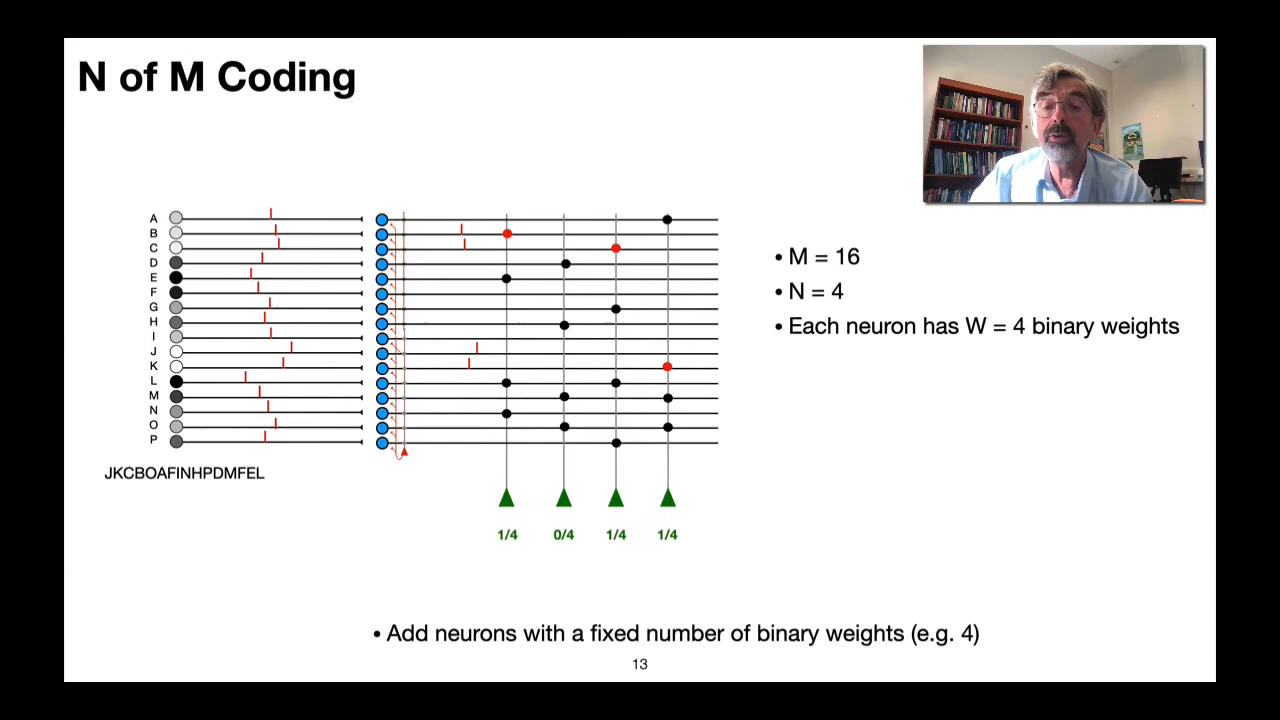 N of M Coding
A
B
C
D
E
F
G
H
I
J
K
L
M
N
O
P
JKCBOAFINHPDMFEL
1/4 0/4 1/4 1/4
• M = 16
• N = 4
• Each neuron has W = 4 binary weights
• Add neurons with a fixed number of binary weights (e.g. 4)
13